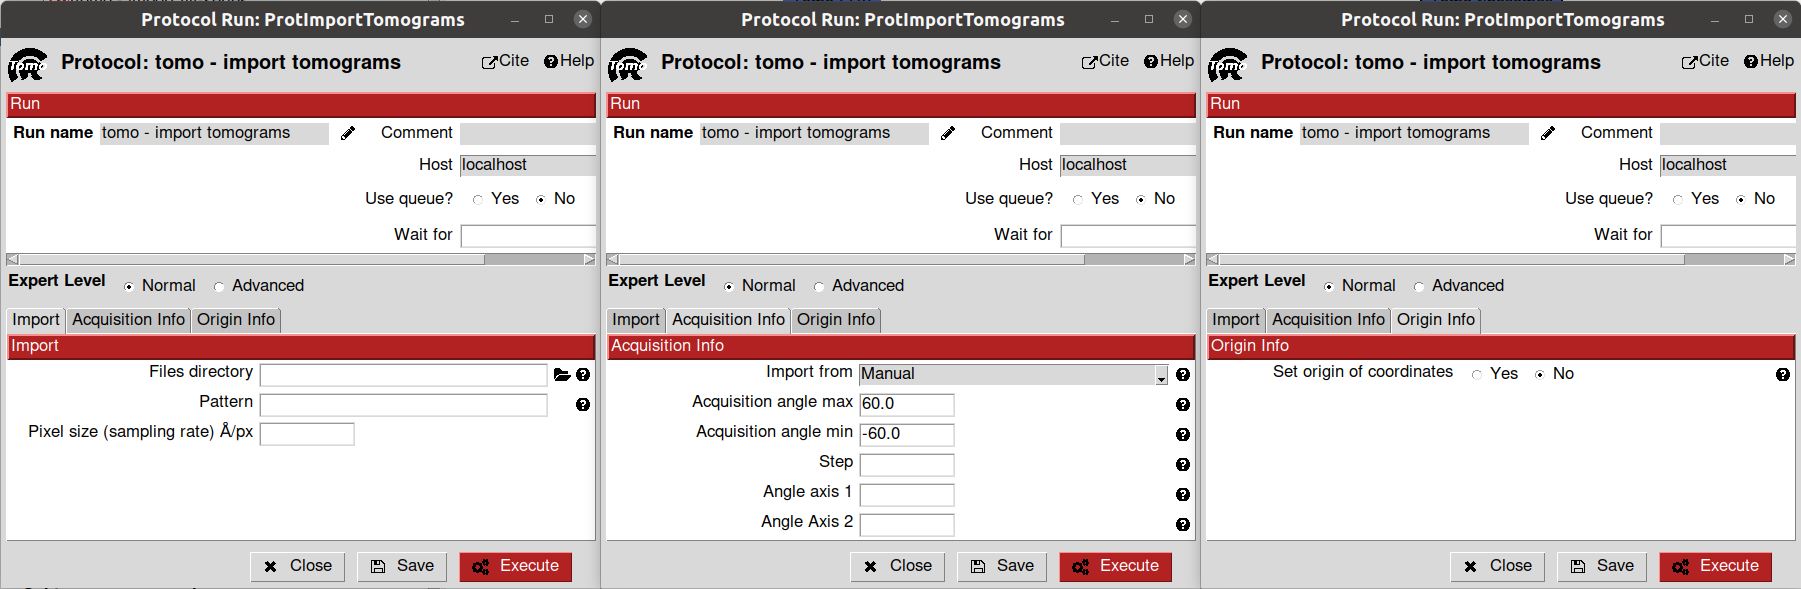 Protocol Run: ProtImportTomograms
Tomo
Protocol: tomo - import tomograms
Cite
Help
Run
Run name tomo - import tomograms
Comment
Host localhost
Use queue? Yes No
Wait for
Expert Level Normal Advanced
Import Acquisition Info Origin Info
Import
Files directory
Pattern
Pixel size (sampling rate) Å/px
Close Save Execute
Protocol Run: ProtImportTomograms
Tomo
Protocol: tomo - import tomograms
Cite
Help
Run
Run name tomo - import tomograms
Comment
Host localhost
Use queue? Yes No
Wait for
Expert Level Normal Advanced
Import Acquisition Info Origin Info
Acquisition Info
Import from Manual
Acquisition angle max 60.0
Acquisition angle min -60.0
Step
Angle axis 1
Angle Axis 2
Close Save Execute
Protocol Run: ProtImportTomograms
Tomo
Protocol: tomo - import tomograms
Cite
Help
Run
Run name tomo - import tomograms
Comment
Host localhost
Use queue? Yes No
Wait for
Expert Level Normal Advanced
Import Acquisition Info Origin Info
Origin Info
Set origin of coordinates Yes No
Close Save Execute